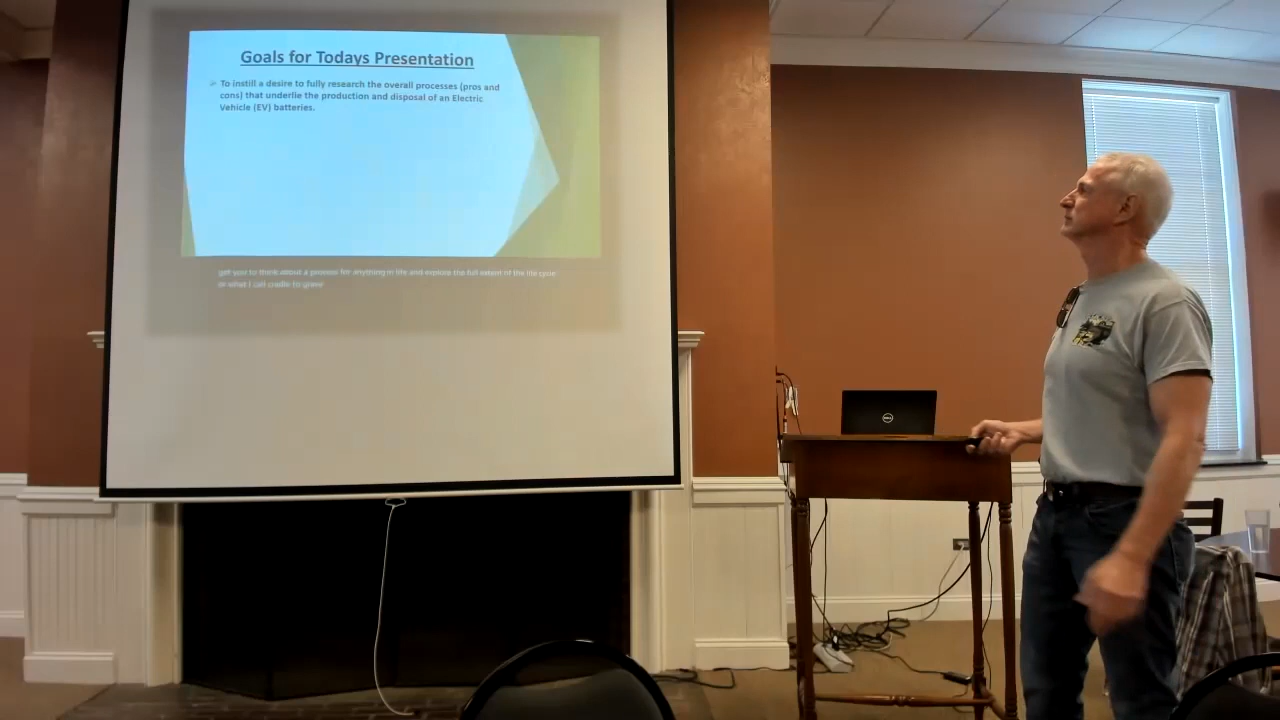 Goals for Todays Presentation
To instill a desire to fully research the overall processes (pros and
cons) that underlie the production and disposal of an Electric
Vehicle (EV) batteries.
get you to think about a process for anything in life and explore the full extent of the life cycle
or what I call cradle to grave
DELL